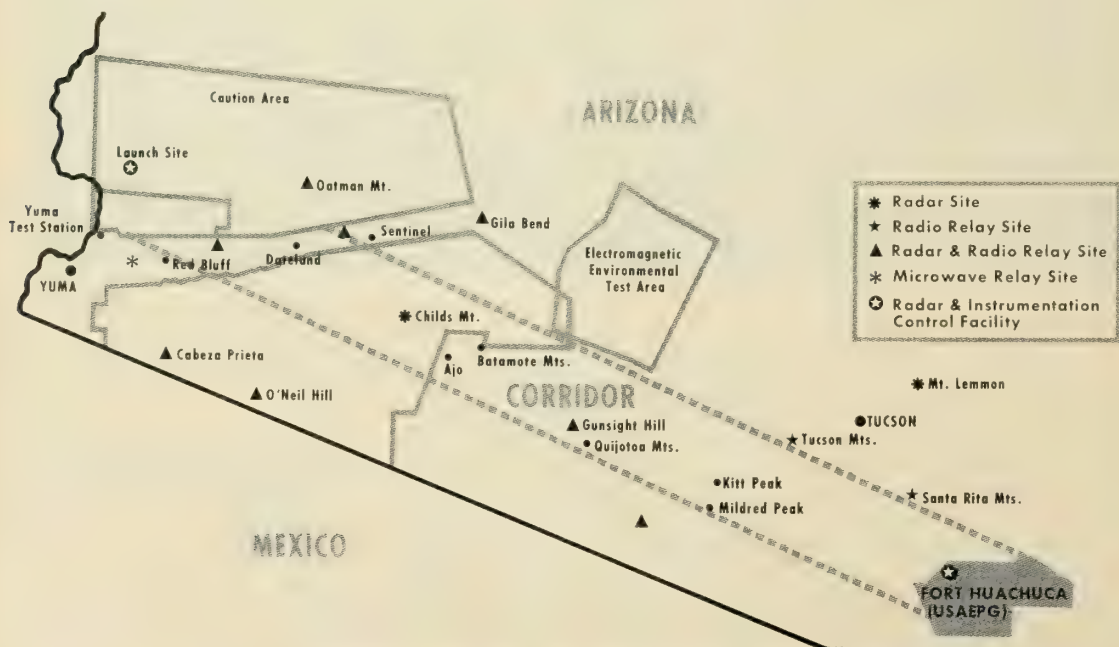 Caution Area
ARIZONA
Launch Site
Oatman Mt.
Yuma
Test Station
Gila Bend
Sentinel
Dateland
Red Bluff
YUMA
Electromagnetic
Environmental
Test Area
Radar Site
Radio Relay Site
Radar & Radio Relay Site
Microwave Relay Site
Radar & Instrumentation
Control Facility
Childs Mt.
Cabeza Prieta
Ajo
Batamote Mts.
O'Neil Hill
CORRIDOR
Mt. Lemmon
TUCSON
Gunsight Hill
Tucson Mts.
Quijotoa Mts.
Kitt Peak
Santa Rita Mts.
Mildred Peak
MEXICO
FORT HUACHUCA
(USAEPG)